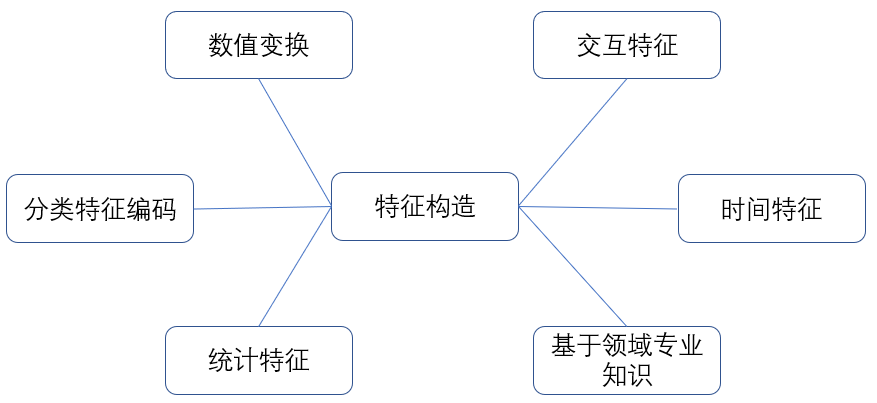 数值变换
交互特征
分类特征编码
特征构造
时间特征
统计特征
基于领域专业
知识